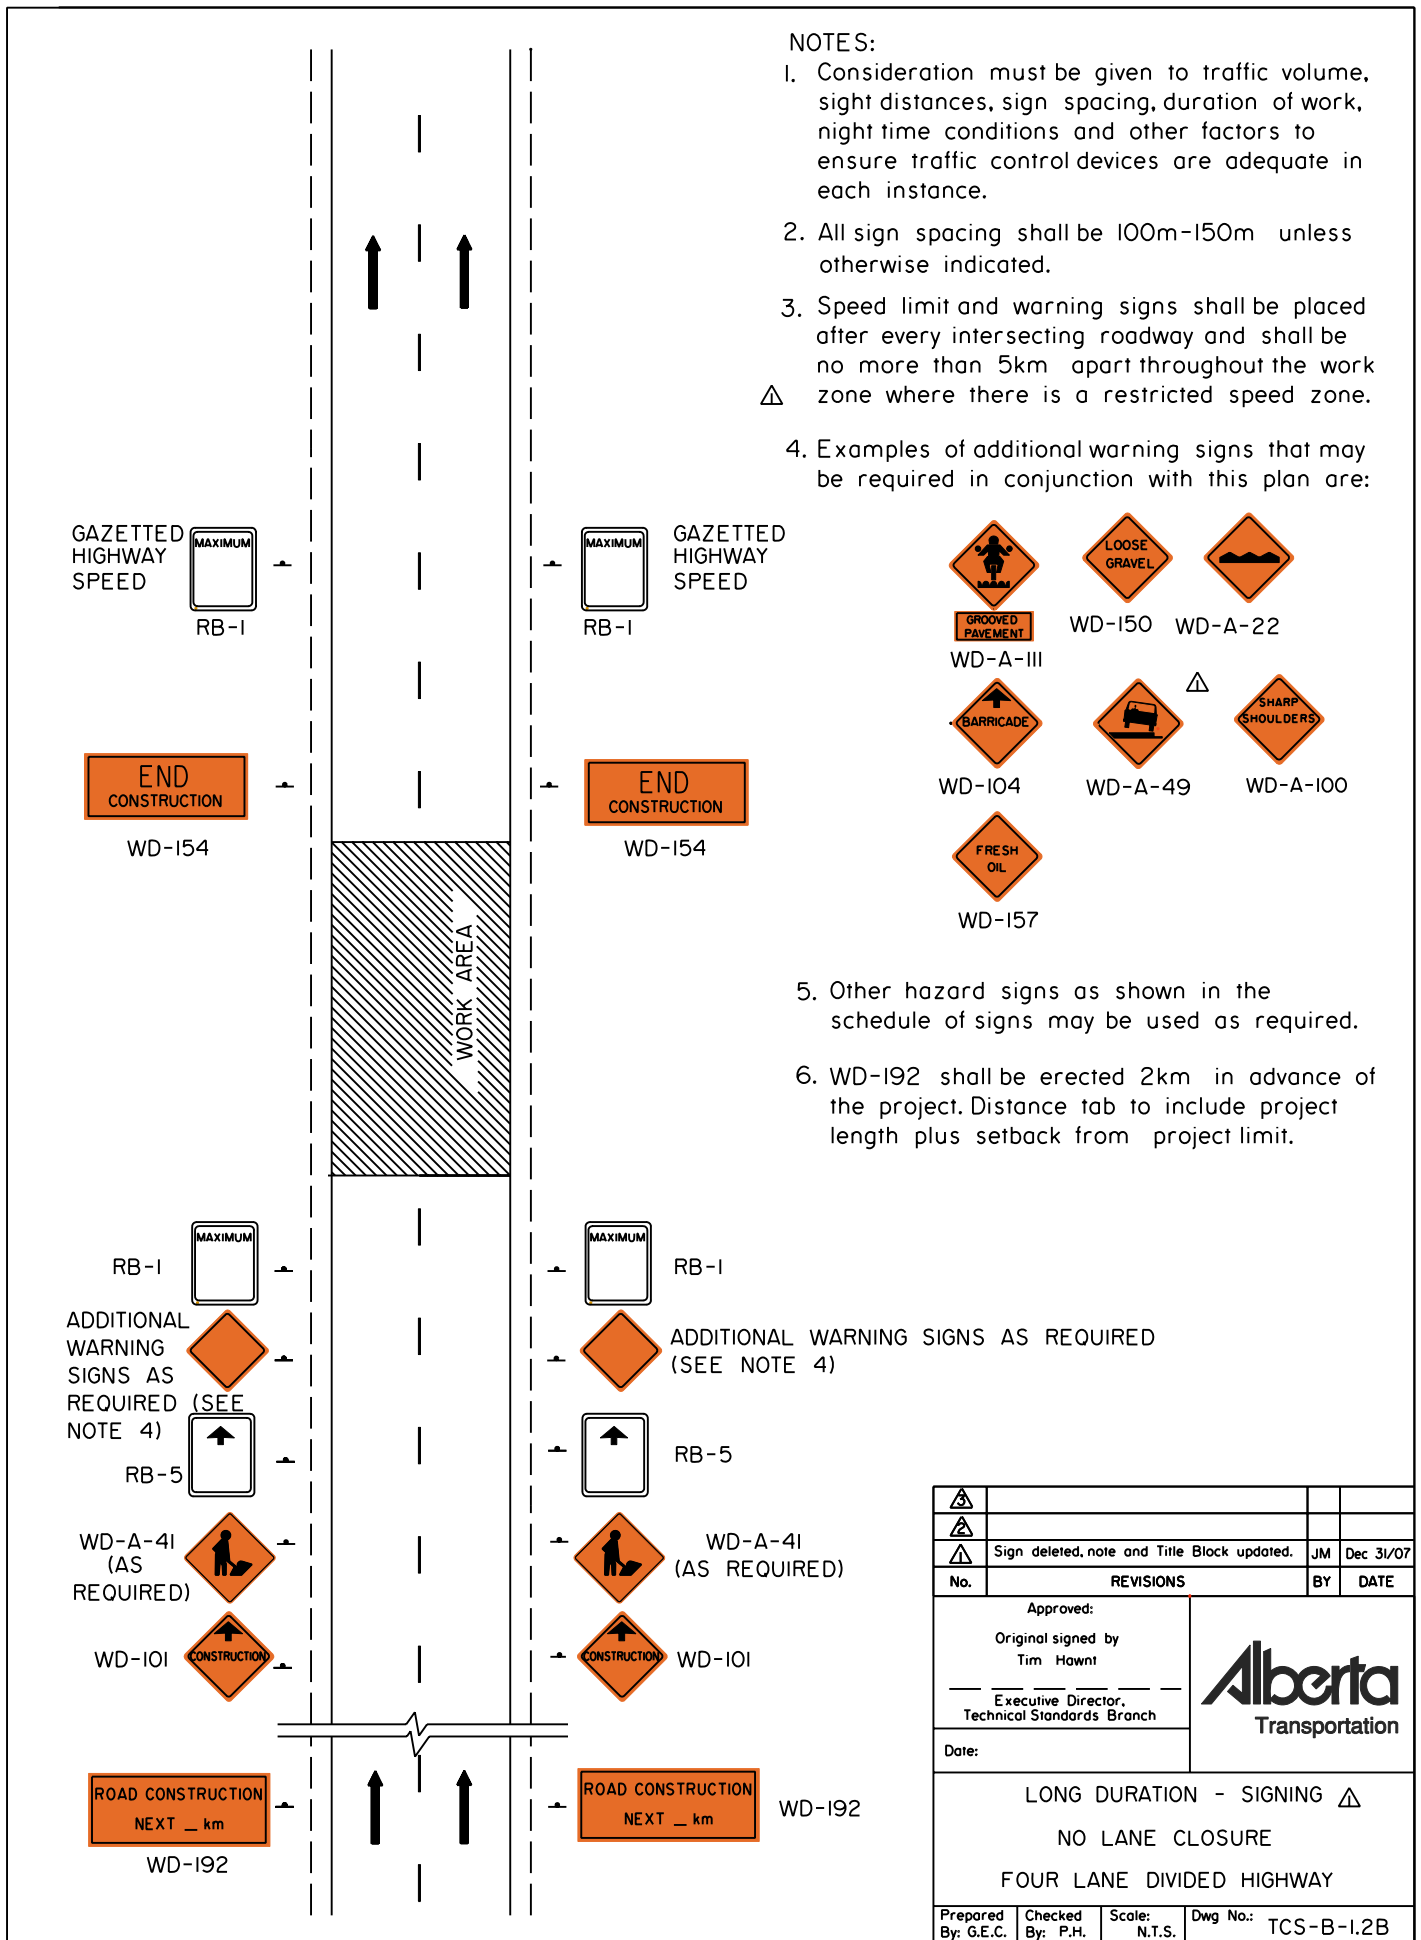 NOTES:
1. Consideration must be given to traffic volume,
sight distances, sign spacing, duration of work,
night time conditions and other factors to
ensure traffic control devices are adequate in
each instance.
2. All sign spacing shall be 100m-150m unless
otherwise indicated.
3. Speed limit and warning signs shall be placed
after every intersecting roadway and shall be
no more than 5km apart throughout the work
1 zone where there is a restricted speed zone.
4. Examples of additional warning signs that may
be required in conjunction with this plan are:
GROOVED
PAVEMENT
WD-A-111
LOOSE
GRAVEL
WD-150
WD-A-22
BARRICADE
WD-104
1
WD-A-49
SHARP
SHOULDERS
WD-A-100
FRESH
OIL
WD-157
5. Other hazard signs as shown in the
schedule of signs may be used as required.
6. WD-192 shall be erected 2km in advance of
the project. Distance tab to include project
length plus setback from project limit.
GAZETTED
HIGHWAY
SPEED
MAXIMUM
RB-1
MAXIMUM
RB-1
GAZETTED
HIGHWAY
SPEED
END
CONSTRUCTION
WD-154
END
CONSTRUCTION
WD-154
WORK AREA
RB-1
MAXIMUM
MAXIMUM
RB-1
ADDITIONAL
WARNING
SIGNS AS
REQUIRED (SEE
NOTE 4)
ADDITIONAL WARNING SIGNS AS REQUIRED
(SEE NOTE 4)
RB-5
RB-5
WD-A-41
(AS
REQUIRED)
WD-A-41
(AS REQUIRED)
WD-101
CONSTRUCTION
CONSTRUCTION
WD-101
ROAD CONSTRUCTION
NEXT _ km
WD-192
ROAD CONSTRUCTION
NEXT _ km
WD-192
3
2
1 Sign deleted, note and Title Block updated. JM Dec 31/07
No. REVISIONS BY DATE
Approved:
Original signed by
Tim Hawnt
Executive Director,
Technical Standards Branch
Date:
Alberta
Transportation
LONG DURATION - SIGNING 1
NO LANE CLOSURE
FOUR LANE DIVIDED HIGHWAY
Prepared
By: G.E.C.
Checked
By: P.H.
Scale:
N.T.S.
Dwg No.: TCS-B-1.2B